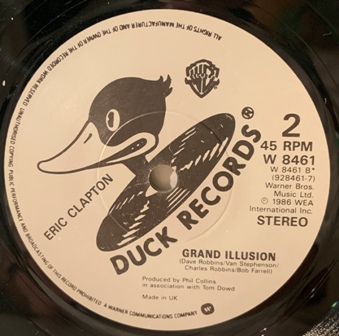 ALL RIGHTS OF THE MANUFACTURER AND OF THE OWNER OF THE RECORDED WORK RESERVED. UNAUTHORISED COPYING, PUBLIC PERFORMANCE AND BROADCASTING OF THIS RECORD PROHIBITED
A WARNER COMMUNICATIONS COMPANY
ERIC CLAPTON
DUCK RECORDS®
2
45 RPM
W 8461
W 8461 B*
(928461-7)
Warner Bros.
Music Ltd.
℗ 1986 WEA
International Inc.
STEREO
GRAND ILLUSION
(Dave Robbins/Van Stephenson/
Charles Robbins/Bob Farrell)
Produced by Phil Collins
in association with Tom Dowd
Made in UK